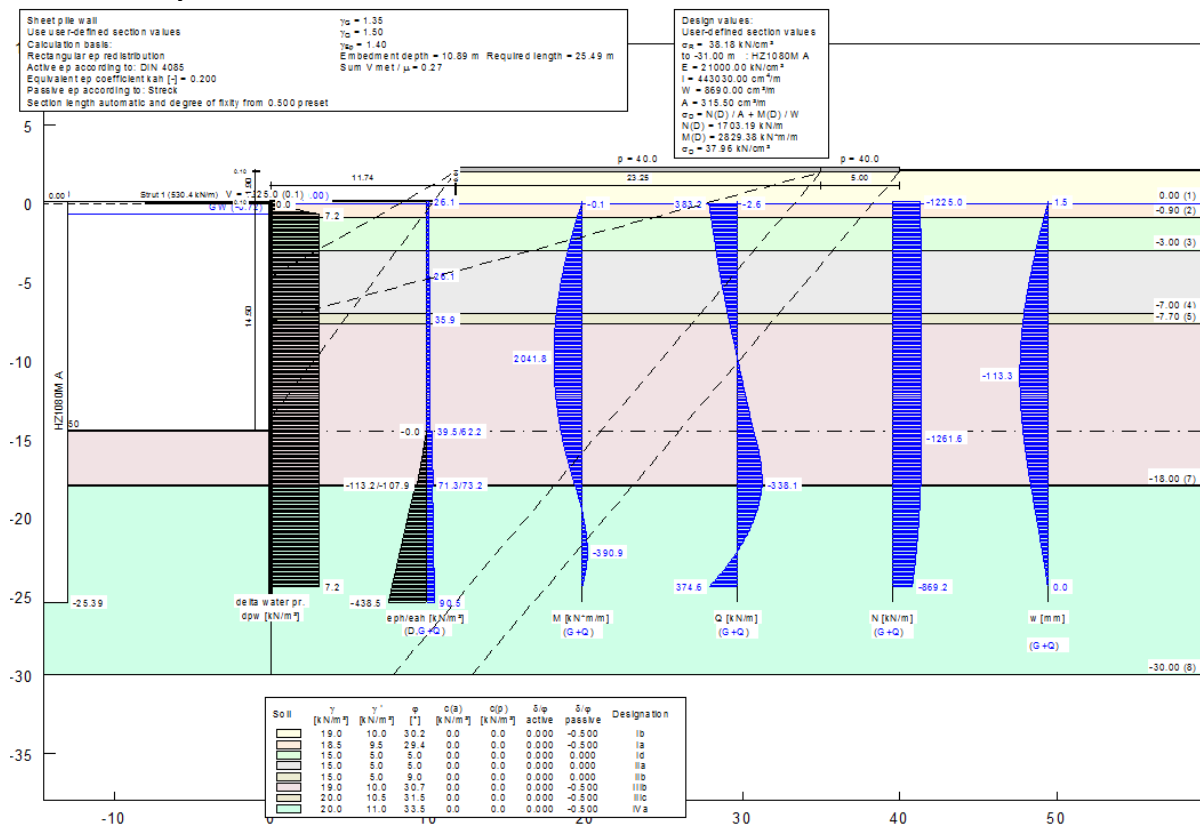 Sheet pile wall
Use user-defined section values
Calculation basis:
Rectangular ep redistribution
Active ep according to: DIN 4085
Equivalent ep coefficient kah [-] = 0.200
Passive ep according to: Streck
Section length automatic and degree of fixity from 0.500 preset
γG = 1.35
γQ = 1.50
γEp = 1.40
Embedment depth = 10.89 m Required length = 25.49 m
Sum V met / μ = 0.27
Design values:
User-defined section values
σR = 38.18 kN/cm²
to -31.00 m : HZ1080M A
E = 21000.00 kN/cm²
I = 443030.00 cm⁴/m
W = 8690.00 cm³/m
A = 315.50 cm²/m
σD = N(D) / A + M(D) / W
N(D) = 1703.19 kN/m
M(D) = 2829.38 kN*m/m
σD = 37.96 kN/cm²
p = 40.0 p = 40.0
11.74 23.25 5.00
0.10
Strut 1 (530.4 kN/m)
0.00
5
0
-5
-10
-15
-20
-25
-30
-35
0.0 7.2
26.1 -0.1 383.2 -2.6 -1225.0 1.5
0.00 (1)
-0.90 (2)
-3.00 (3)
26.1
-7.00 (4)
35.9
-7.70 (5)
14.50
2041.8
-113.3
HZ1080M A
-0.0 39.5/62.2
-1261.6
-113.2/-107.9 71.3/73.2
-338.1
-18.00 (7)
-390.9
7.2
374.6
-869.2
0.0
-25.39
-438.5 90.5
delta water pr.
dpw [kN/m²]
eph/eah [kN/m²]
(D,G+Q)
M [kN*m/m]
(G+Q)
Q [kN/m]
(G+Q)
N [kN/m]
(G+Q)
w [mm]
(G+Q)
-30.00 (8)
Soil γ [kN/m³] γ' [kN/m³] φ [°] c(a) [kN/m²] c(p) [kN/m²] δ/φ active δ/φ passive Designation
19.0 10.0 30.2 0.0 0.0 0.000 -0.500 Ib
18.5 9.5 29.4 0.0 0.0 0.000 -0.500 Ia
15.0 5.0 5.0 0.0 0.0 0.000 0.000 Id
15.0 5.0 5.0 0.0 0.0 0.000 0.000 IIa
15.0 5.0 9.0 0.0 0.0 0.000 0.000 IIb
19.0 10.0 30.7 0.0 0.0 0.000 -0.500 IIIb
20.0 10.5 31.5 0.0 0.0 0.000 -0.500 IIIc
20.0 11.0 33.5 0.0 0.0 0.000 -0.500 IVa
-10 0 10 20 30 40 50